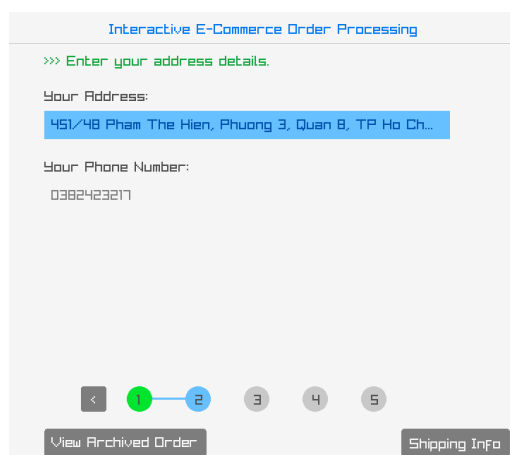 Interactive E-Commerce Order Processing
>>> Enter your address details.
Your Address:
451/48 Pham The Hien, Phuong 3, Quan 8, TP Ho Ch...
Your Phone Number:
0382423217
< 1 2 3 4 5
View Archived Order
Shipping Info